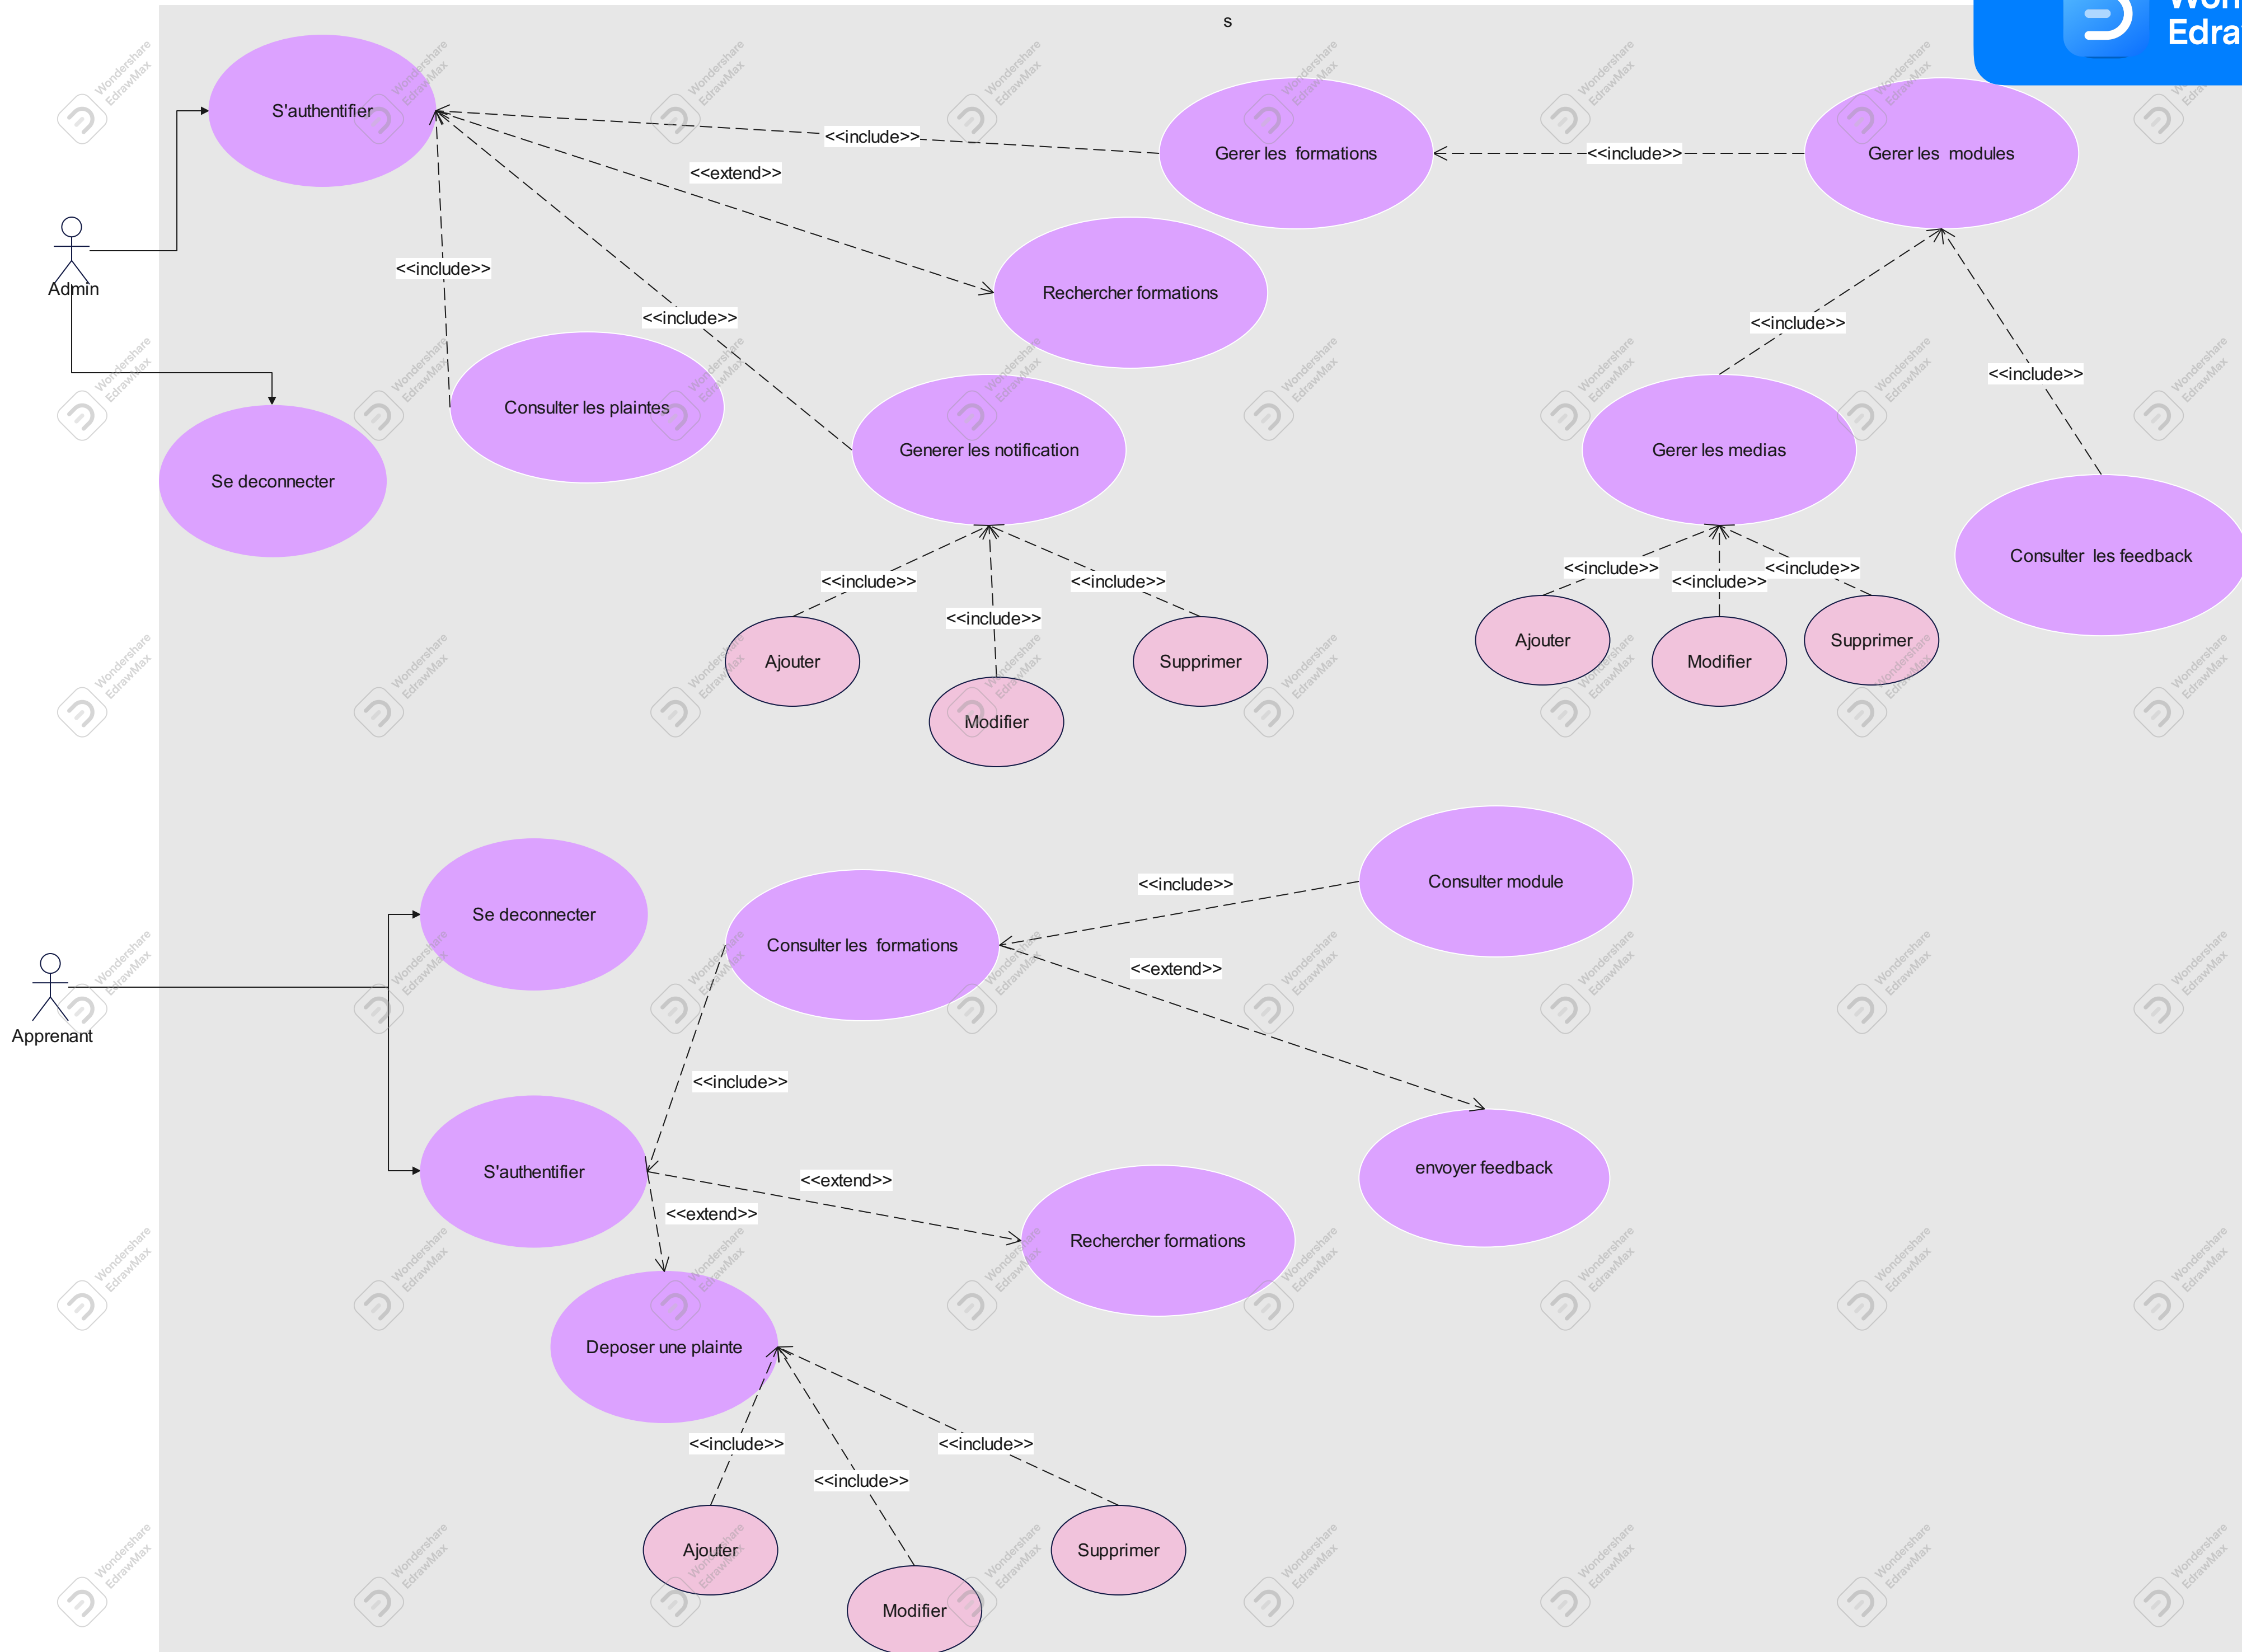 s
S'authentifier
<<include>>
Gerer les  formations
<<include>>
Gerer les  modules
<<extend>>
Admin
<<include>>
Rechercher formations
<<include>>
<<include>>
<<include>>
Consulter les plaintes
Generer les notification
Gerer les medias
Se deconnecter
Consulter  les feedback
<<include>>
<<include>>
<<include>>
<<include>>
<<include>>
<<include>>
Ajouter
Modifier
Supprimer
Ajouter
Modifier
Supprimer
Se deconnecter
Consulter les  formations
<<include>>
Consulter module
<<extend>>
Apprenant
<<include>>
S'authentifier
<<extend>>
<<extend>>
Rechercher formations
envoyer feedback
Deposer une plainte
<<include>>
<<include>>
<<include>>
Ajouter
Modifier
Supprimer
Wondershare
EdrawMax